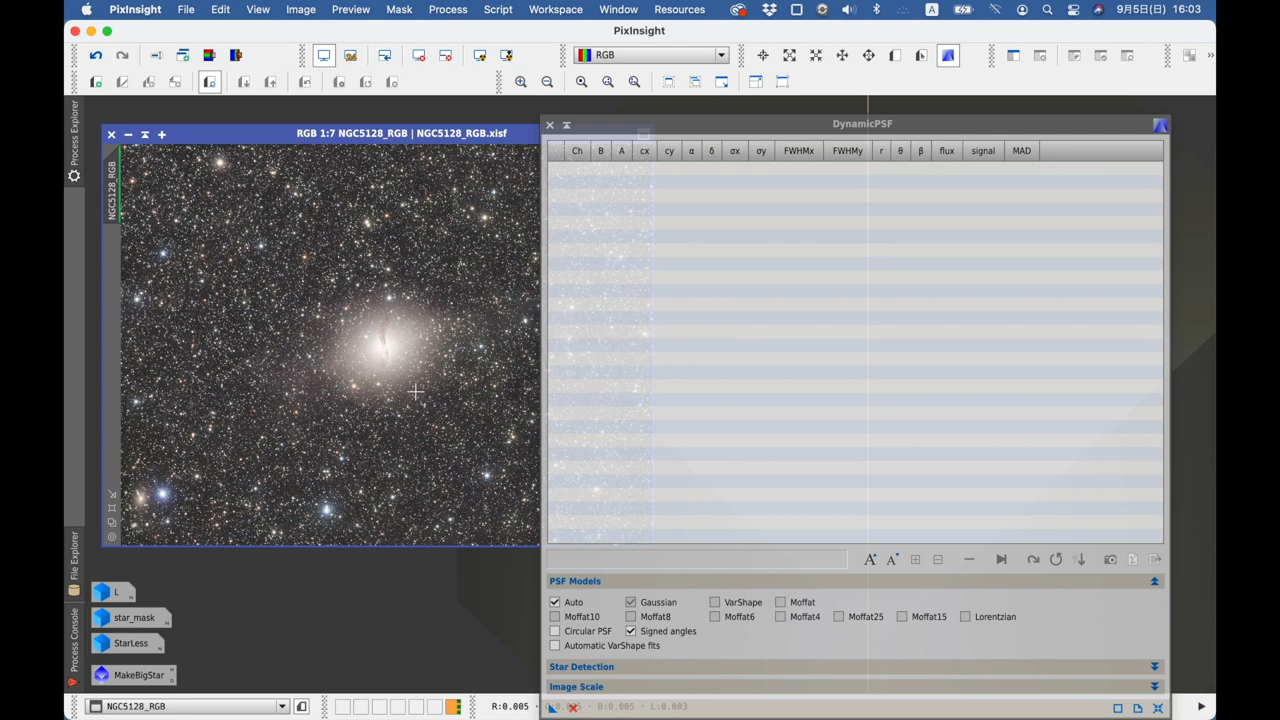 PixInsight File Edit View Image Preview Mask Process Script Workspace Window Resources A 9月5日(日) 16:03
PixInsight
RGB
Process Explorer
RGB 1:7 NGC5128_RGB | NGC5128_RGB.xisf
DynamicPSF
NGC5128_RGB
Ch B A cx cy α δ σx σy FWHMx FWHMy r θ β flux signal MAD
PSF Models
Auto Gaussian VarShape Moffat
Moffat10 Moffat8 Moffat6 Moffat4 Moffat25 Moffat15 Lorentzian
Circular PSF Signed angles
Automatic VarShape fits
Star Detection
Image Scale
File Explorer
Process Console
L
star_mask
StarLess
MakeBigStar
NGC5128_RGB
B:0.005 · L:0.003